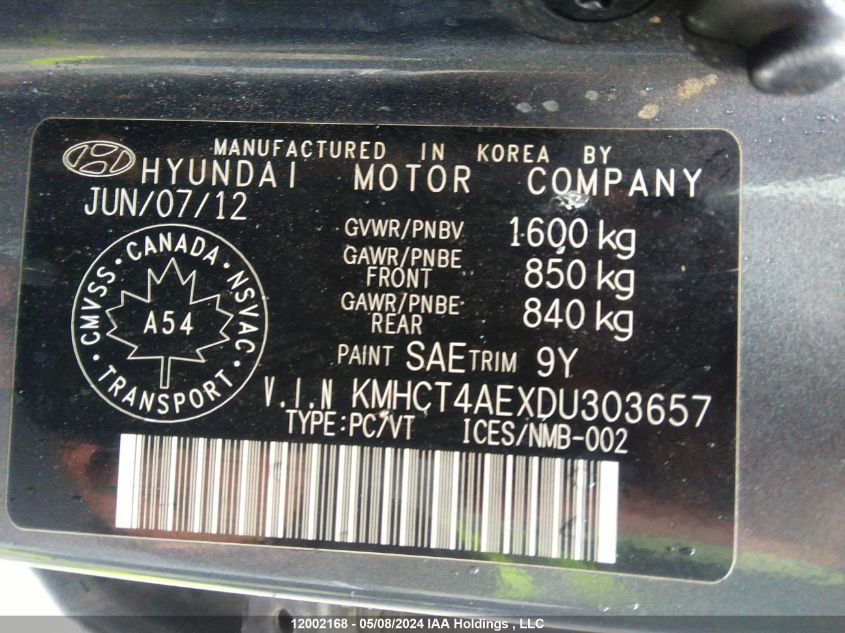 MANUFACTURED IN KOREA BY
HYUNDAI MOTOR COMPANY
JUN/07/12
GVWR/PNBV 1600 kg
GAWR/PNBE FRONT 850 kg
GAWR/PNBE REAR 840 kg
CMVSS · CANADA · NSVAC
A54
· TRANSPORT ·
PAINT SAE TRIM 9Y
V.I.N KMHCT4AEXDU303657
TYPE:PC/VT ICES/NMB-002
12002168 - 05/08/2024 IAA Holdings , LLC